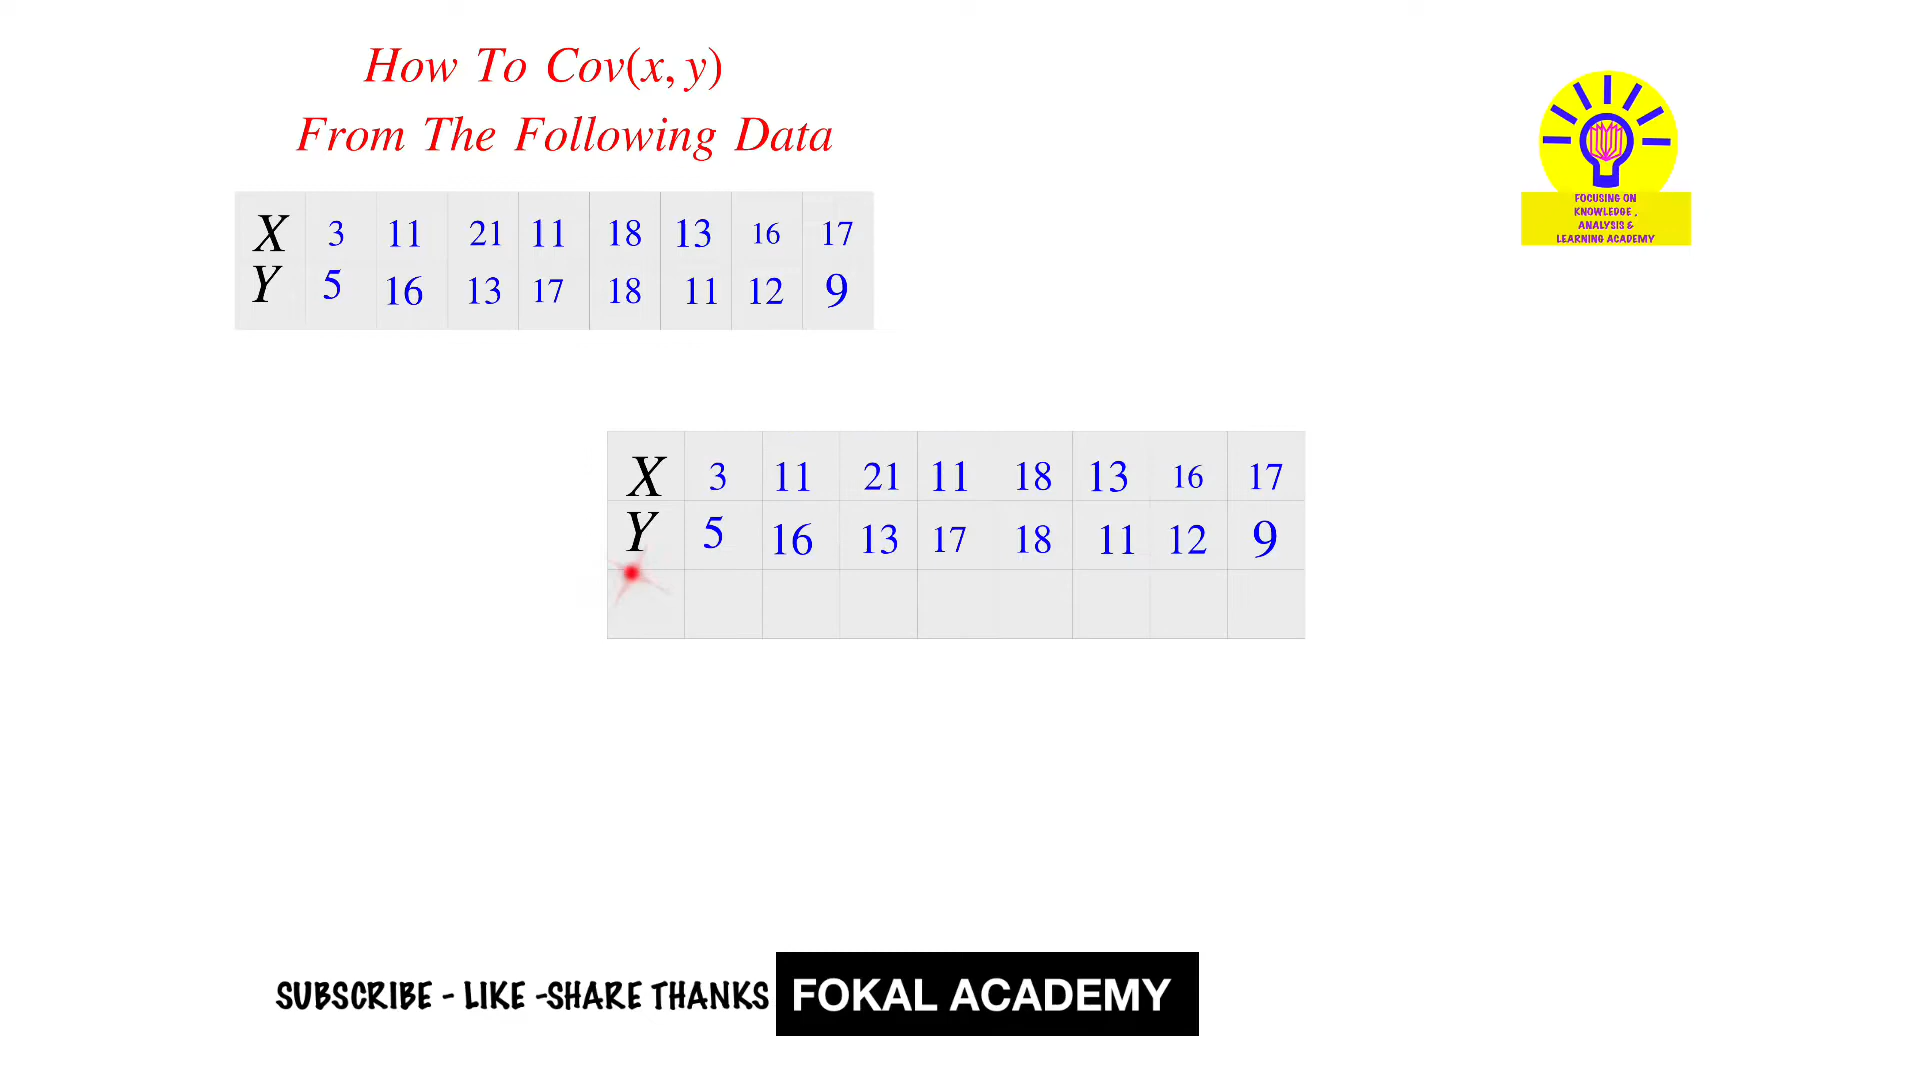 How To Cov(x, y)
From The Following Data
X 3 11 21 11 18 13 16 17
Y 5 16 13 17 18 11 12 9
FOCUSING ON
KNOWLEDGE ,
ANALYSIS &
LEARNING ACADEMY
X 3 11 21 11 18 13 16 17
Y 5 16 13 17 18 11 12 9
SUBSCRIBE - LIKE -SHARE THANKS FOKAL ACADEMY